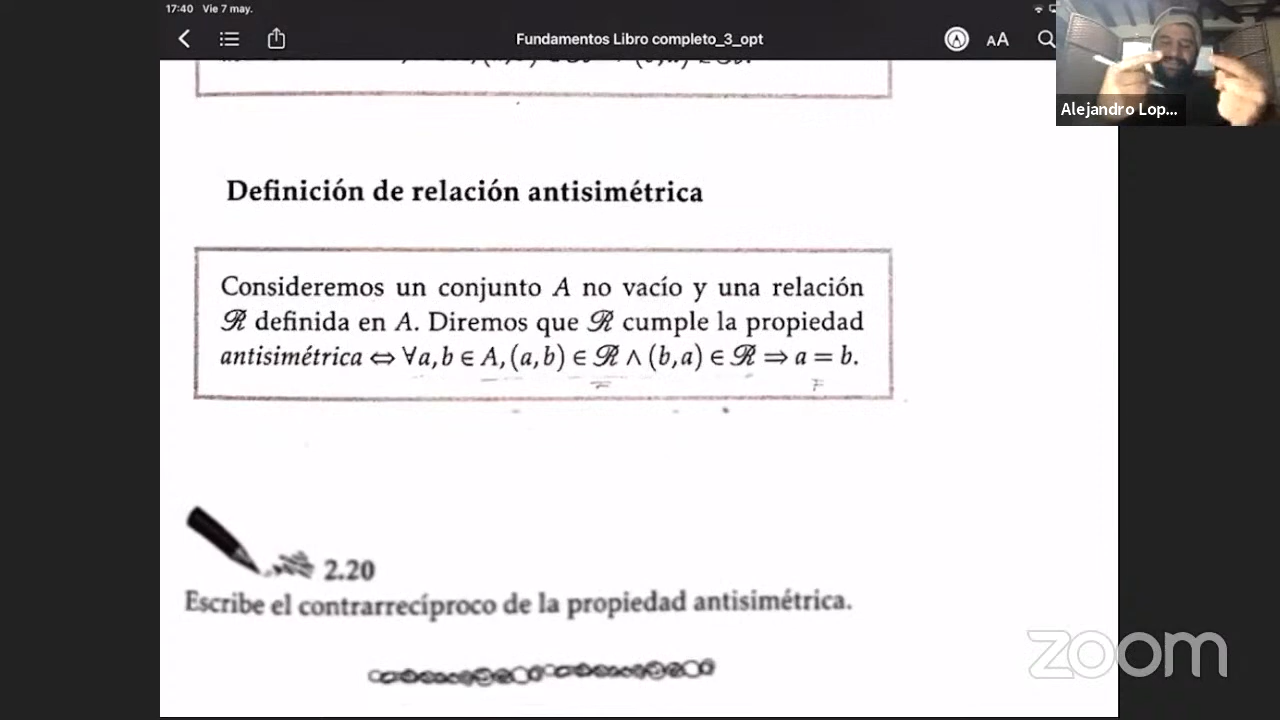 17:40 Vie 7 may.
Fundamentos Libro completo_3_opt
AA
Alejandro Lop...
Definición de relación antisimétrica
Consideremos un conjunto A no vacío y una relación
ℛ definida en A. Diremos que ℛ cumple la propiedad
antisimétrica ⇔ ∀a,b ∈ A, (a,b) ∈ ℛ ∧ (b,a) ∈ ℛ ⇒ a = b.
F
2.20
Escribe el contrarrecíproco de la propiedad antisimétrica.
zoom